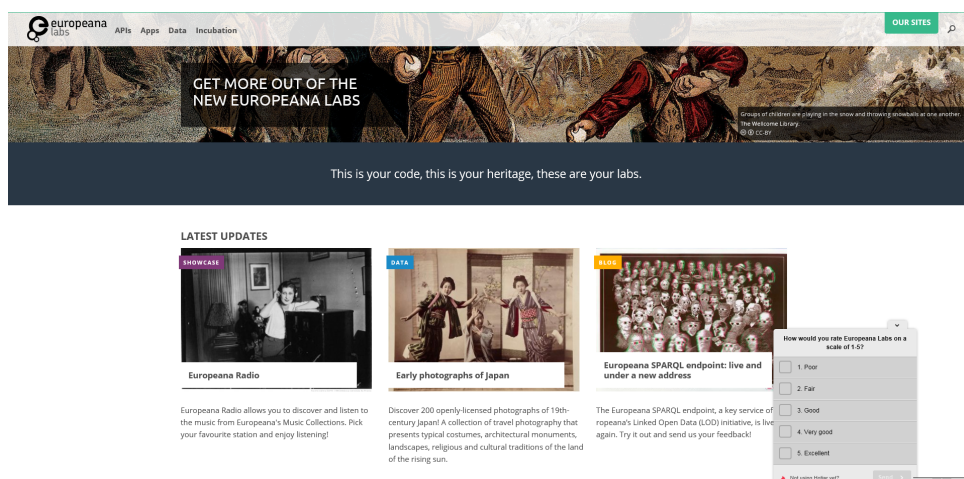 europeana
labs
APIs Apps Data Incubation
OUR SITES
GET MORE OUT OF THE
NEW EUROPEANA LABS
Groups of children are playing in the snow and throwing snowballs at one another.
The Wellcome Library.
CC-BY
This is your code, this is your heritage, these are your labs.
LATEST UPDATES
SHOWCASE
Europeana Radio
Europeana Radio allows you to discover and listen to
the music from Europeana's Music Collections. Pick
your favourite station and enjoy listening!
DATA
Early photographs of Japan
Discover 200 openly-licensed photographs of 19th-
century Japan! A collection of travel photography that
presents typical costumes, architectural monuments,
landscapes, religious and cultural traditions of the land
of the rising sun.
BLOG
Europeana SPARQL endpoint: live and
under a new address
The Europeana SPARQL endpoint, a key service of
ropeana's Linked Open Data (LOD) initiative, is live
again. Try it out and send us your feedback!
How would you rate Europeana Labs on a
scale of 1-5?
1. Poor
2. Fair
3. Good
4. Very good
5. Excellent
Not using Hotjar yet?